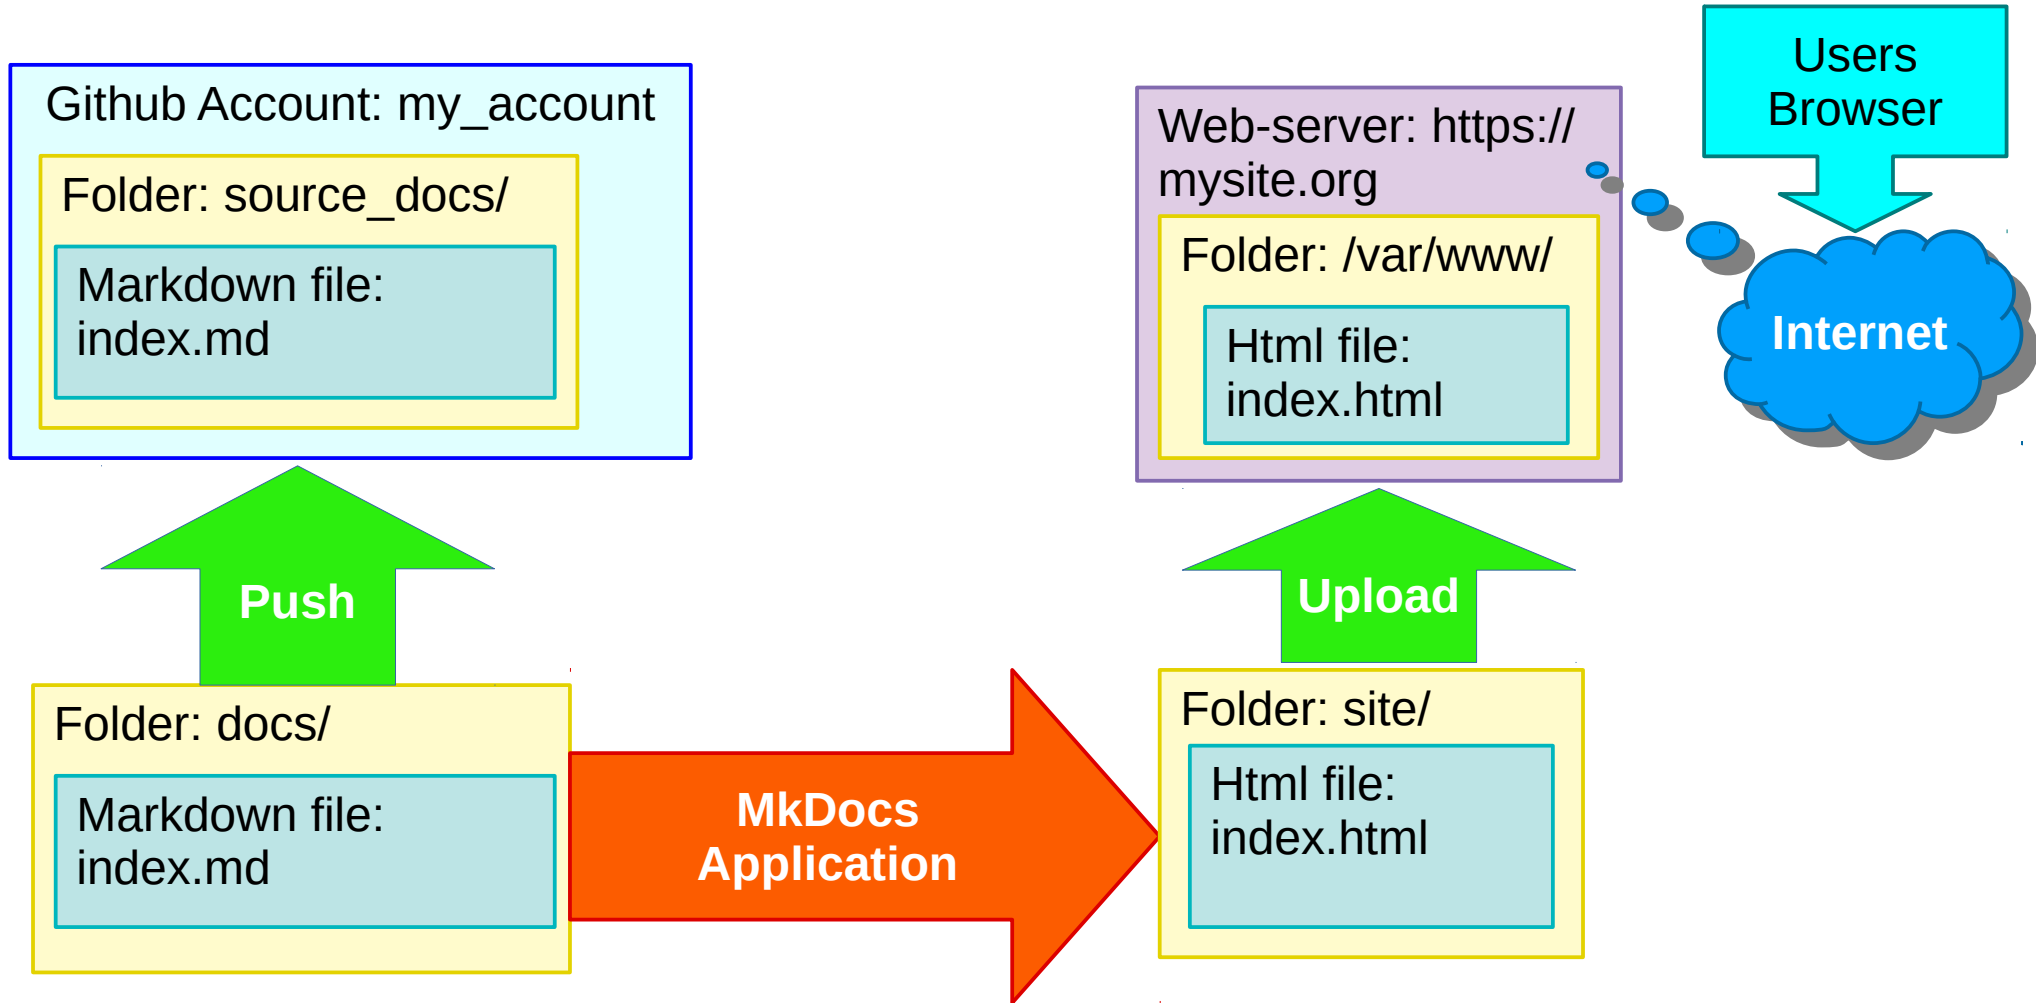 Github Account: my_account
Folder: source_docs/
Markdown file:
index.md
Push
Folder: docs/
Markdown file:
index.md
MkDocs
Application
Web-server: https://
mysite.org
Folder: /var/www/
Html file:
index.html
Upload
Folder: site/
Html file:
index.html
Users
Browser
Internet